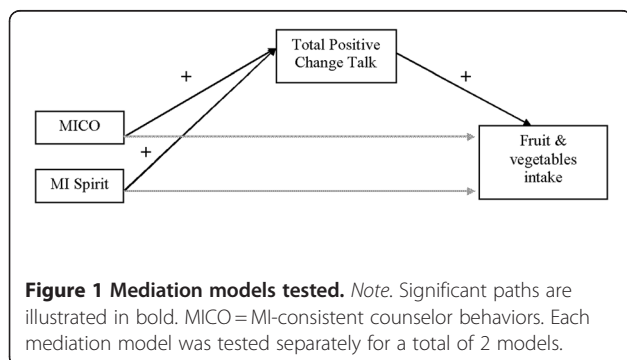 Total Positive
Change Talk
+
+
MICO
Fruit &
vegetables
intake
+
MI Spirit
Figure 1 Mediation models tested. Note. Significant paths are
illustrated in bold. MICO = MI-consistent counselor behaviors. Each
mediation model was tested separately for a total of 2 models.